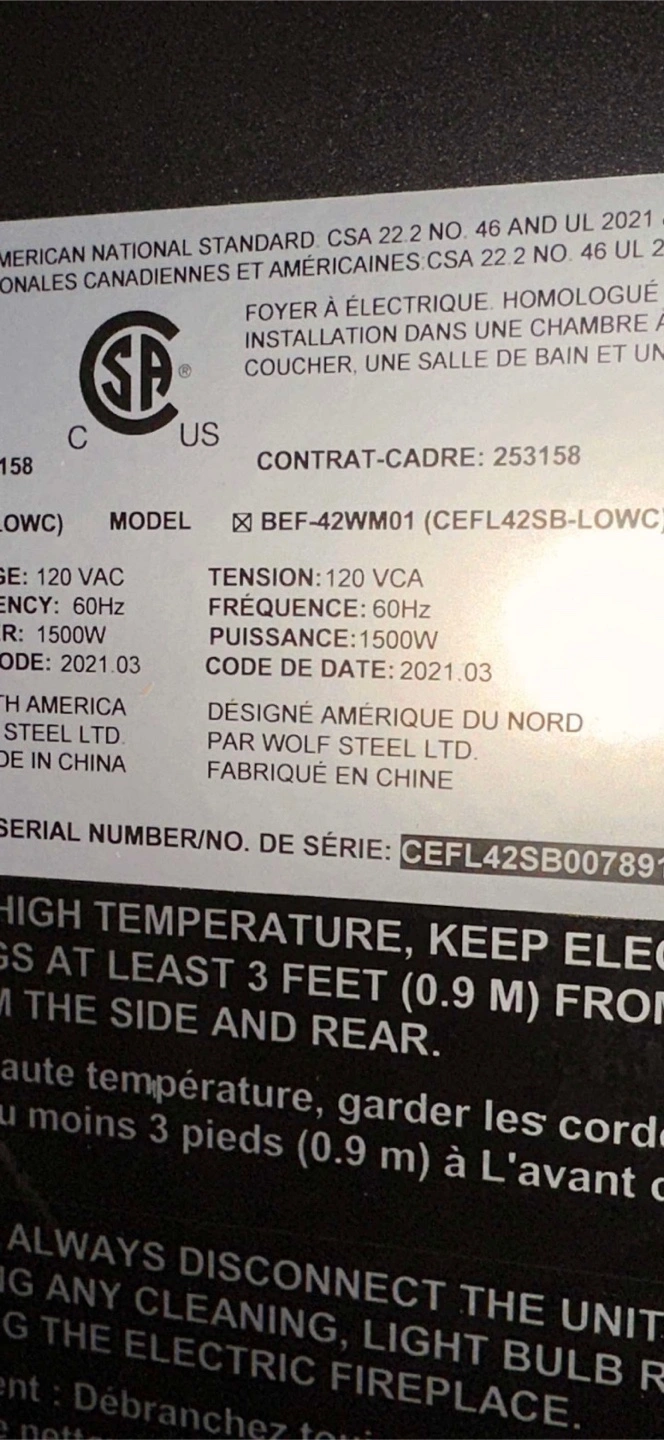 MERICAN NATIONAL STANDARD. CSA 22.2 NO. 46 AND UL 2021
ONALES CANADIENNES ET AMÉRICAINES.CSA 22.2 NO. 46 UL 2
FOYER À ÉLECTRIQUE. HOMOLOGUÉ
INSTALLATION DANS UNE CHAMBRE À
COUCHER, UNE SALLE DE BAIN ET UN
SA ®
C US
158 CONTRAT-CADRE: 253158
LOWC) MODEL ☒ BEF-42WM01 (CEFL42SB-LOWC)
GE: 120 VAC TENSION: 120 VCA
ENCY: 60Hz FRÉQUENCE: 60Hz
R: 1500W PUISSANCE:1500W
ODE: 2021.03 CODE DE DATE: 2021.03
TH AMERICA DÉSIGNÉ AMÉRIQUE DU NORD
STEEL LTD. PAR WOLF STEEL LTD.
DE IN CHINA FABRIQUÉ EN CHINE
SERIAL NUMBER/NO. DE SÉRIE: CEFL42SB007891
HIGH TEMPERATURE, KEEP ELEC
GS AT LEAST 3 FEET (0.9 M) FROM
M THE SIDE AND REAR.
aute température, garder les corde
u moins 3 pieds (0.9 m) à L'avant
ALWAYS DISCONNECT THE UNIT
NG ANY CLEANING, LIGHT BULB R
G THE ELECTRIC FIREPLACE.
ent : Débranchez